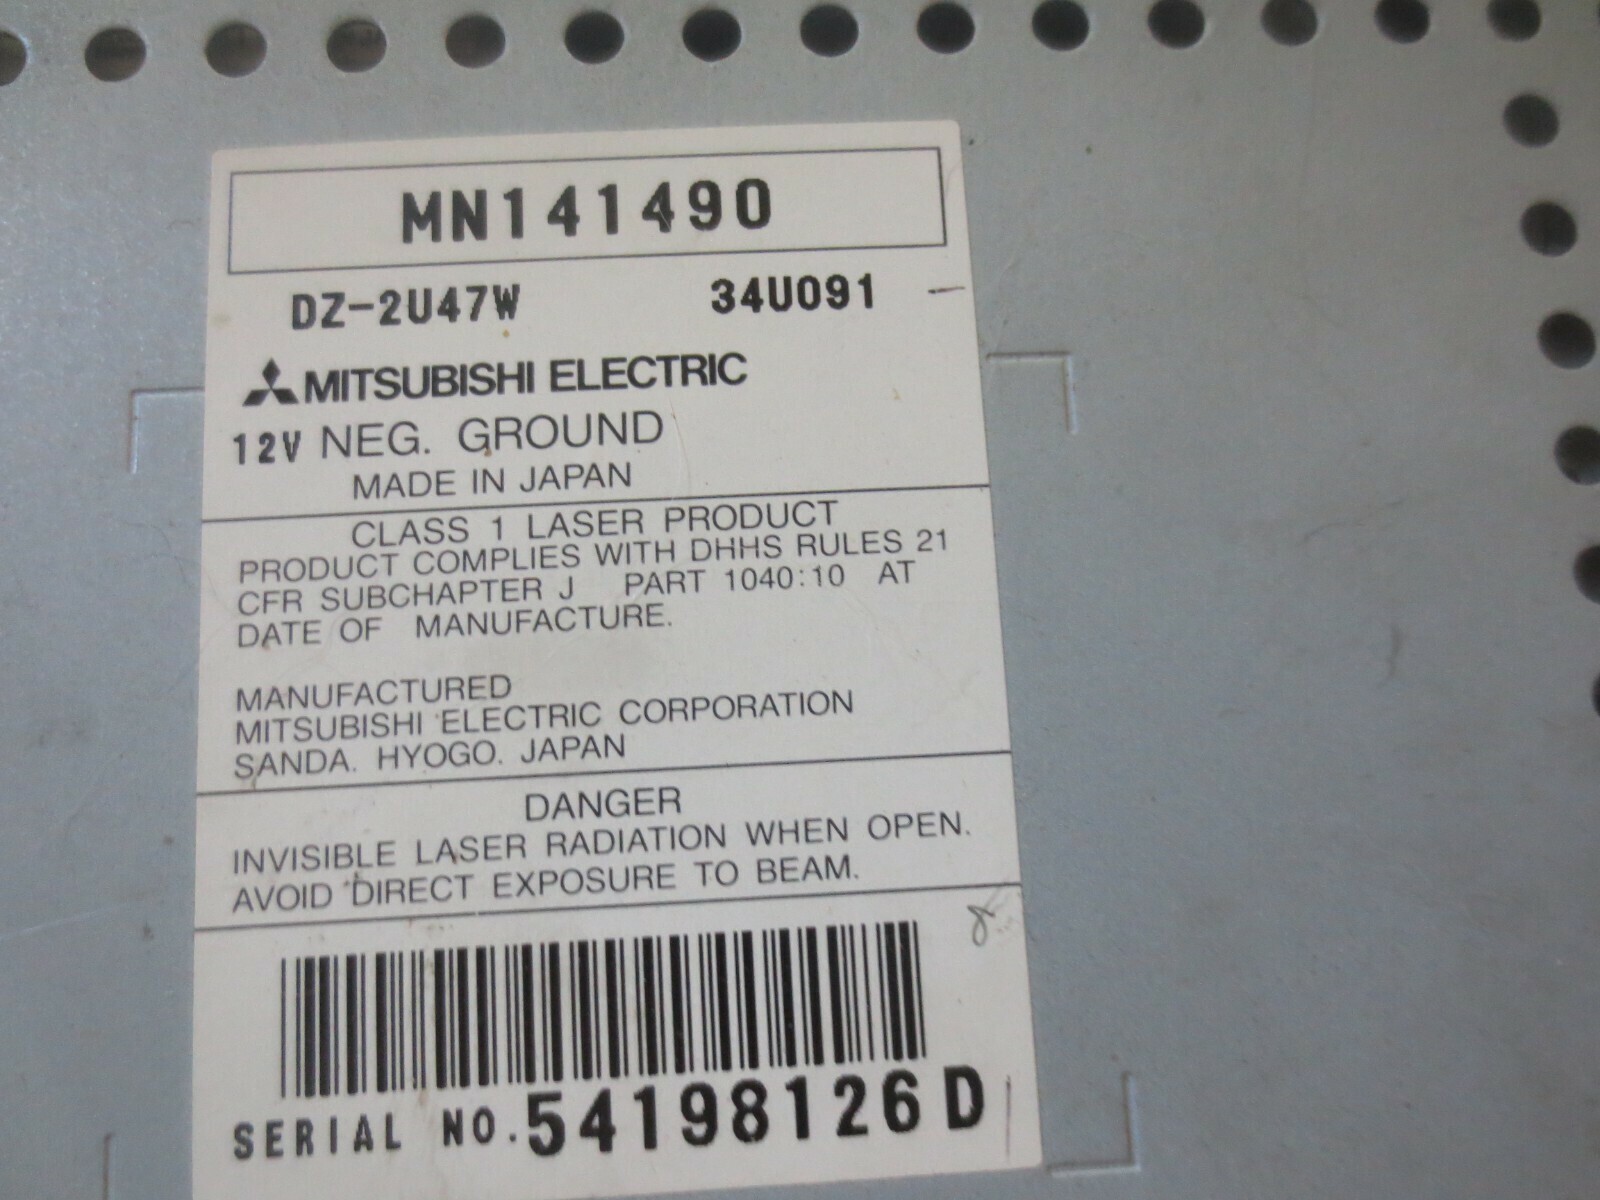 MN141490
DZ-2U47W 34U091
MITSUBISHI ELECTRIC
12V NEG. GROUND
MADE IN JAPAN
CLASS 1 LASER PRODUCT
PRODUCT COMPLIES WITH DHHS RULES 21
CFR SUBCHAPTER J PART 1040:10 AT
DATE OF MANUFACTURE.
MANUFACTURED
MITSUBISHI ELECTRIC CORPORATION
SANDA. HYOGO. JAPAN
DANGER
INVISIBLE LASER RADIATION WHEN OPEN.
AVOID DIRECT EXPOSURE TO BEAM.
SERIAL NO. 54198126D